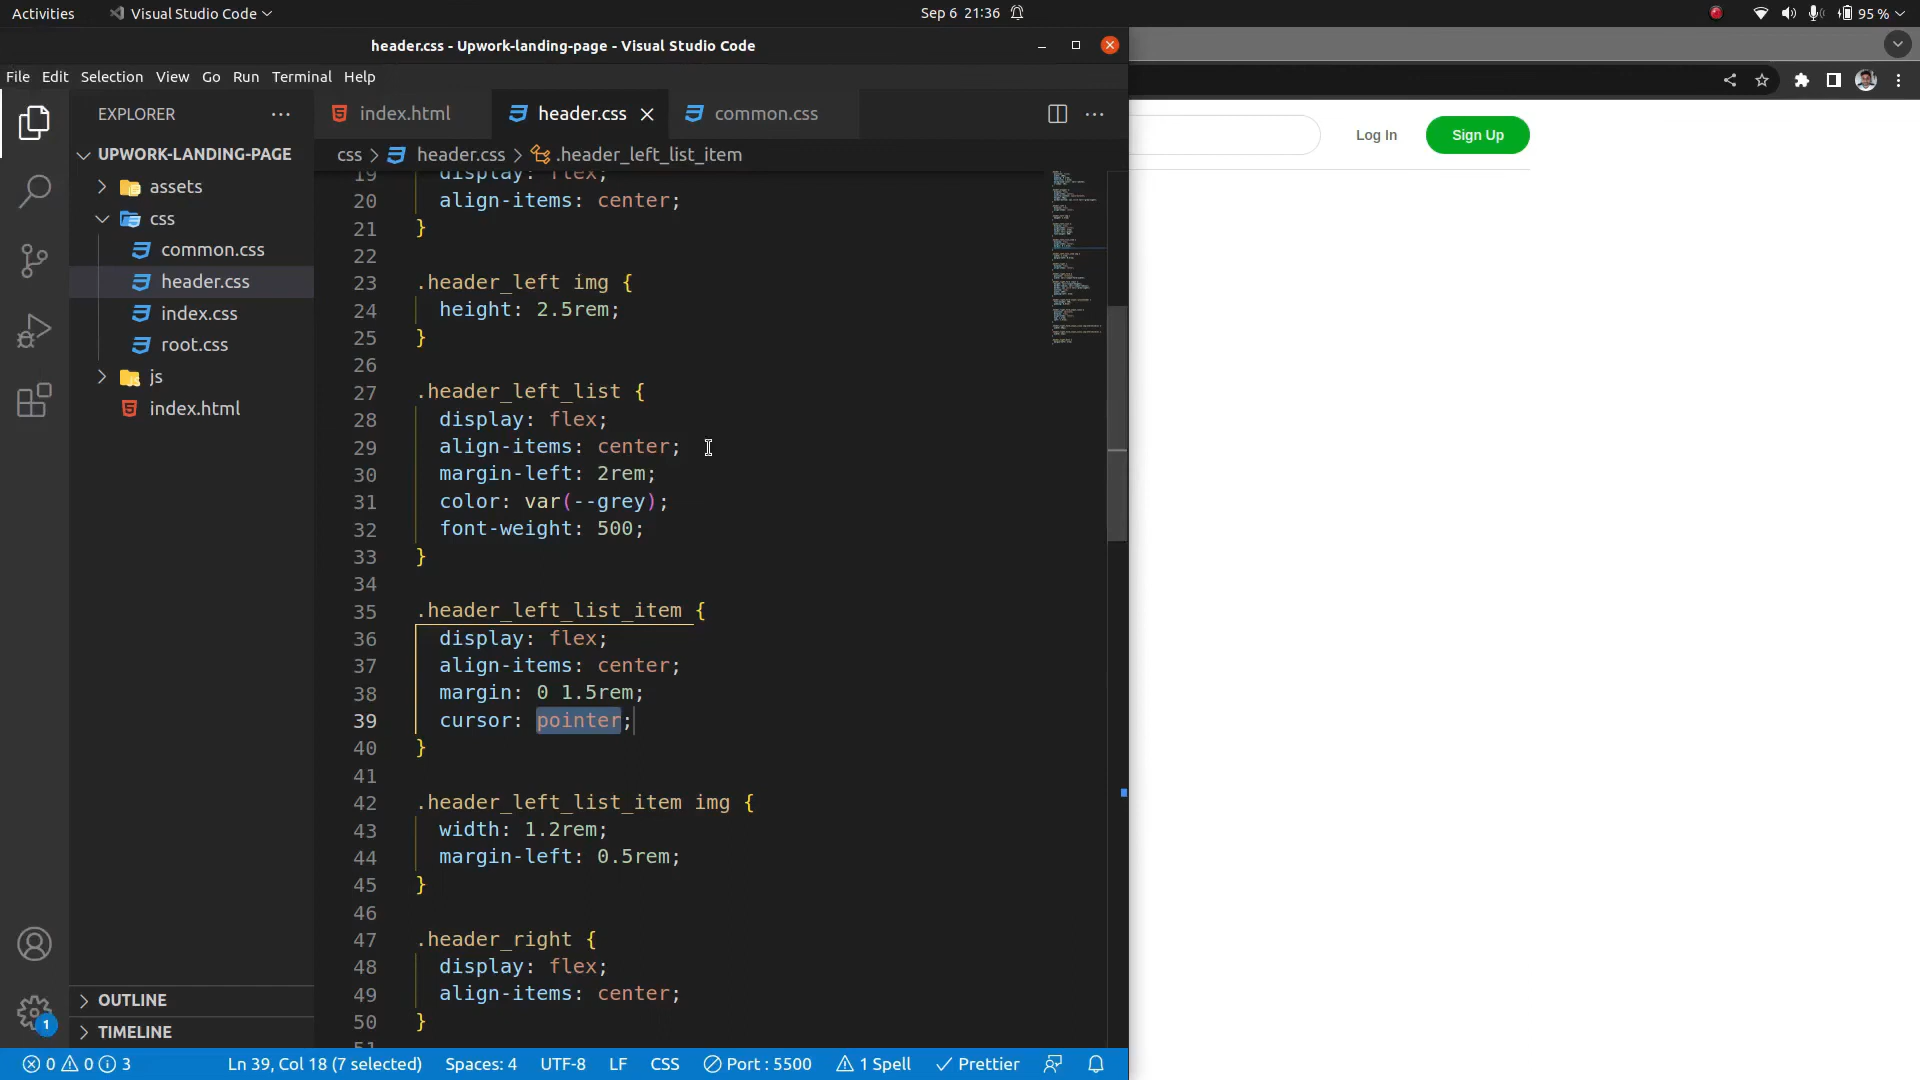 Activities
Visual Studio Code
Sep 6 21:36
95 %
header.css - Upwork-landing-page - Visual Studio Code
File Edit Selection View Go Run Terminal Help
EXPLORER
index.html
header.css
common.css
UPWORK-LANDING-PAGE
css > header.css > .header_left_list_item
assets
css
common.css
header.css
index.css
root.css
js
index.html
19 display: flex;
20 align-items: center;
21 }
22
23 .header_left img {
24 height: 2.5rem;
25 }
26
27 .header_left_list {
28 display: flex;
29 align-items: center;
30 margin-left: 2rem;
31 color: var(--grey);
32 font-weight: 500;
33 }
34
35 .header_left_list_item {
36 display: flex;
37 align-items: center;
38 margin: 0 1.5rem;
39 cursor: pointer;
40 }
41
42 .header_left_list_item img {
43 width: 1.2rem;
44 margin-left: 0.5rem;
45 }
46
47 .header_right {
48 display: flex;
49 align-items: center;
50 }
Log In
Sign Up
OUTLINE
TIMELINE
1
0 0 3
Ln 39, Col 18 (7 selected)
Spaces: 4
UTF-8
LF
CSS
Port : 5500
1 Spell
Prettier